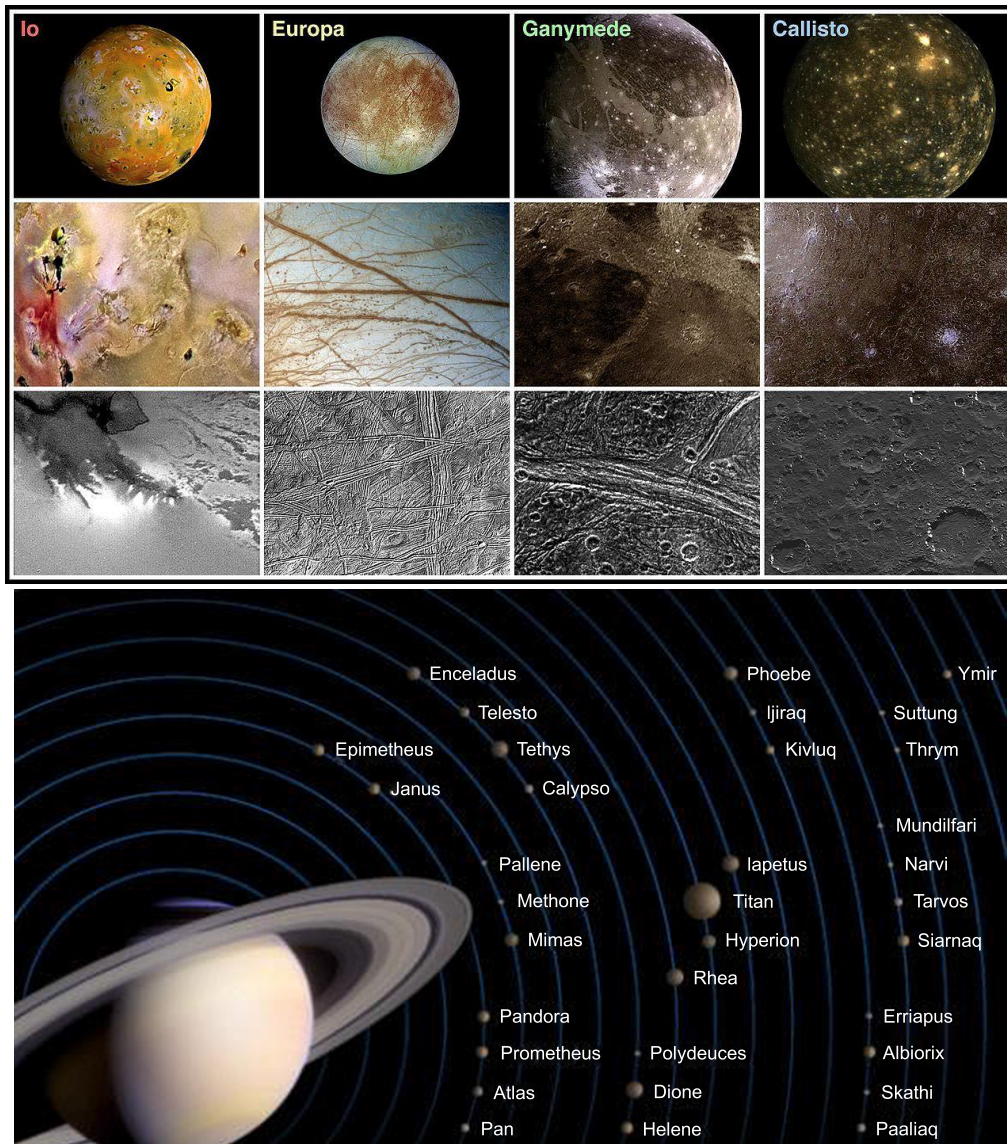 Io
Europa
Ganymede
Callisto
Enceladus
Phoebe
Ymir
Telesto
Ijiraq
Suttung
Epimetheus
Tethys
Kivluq
Thrym
Janus
Calypso
Mundilfari
Pallene
Iapetus
Narvi
Methone
Titan
Tarvos
Mimas
Hyperion
Siarnaq
Rhea
Pandora
Erriapus
Prometheus
Polydeuces
Albiorix
Atlas
Dione
Skathi
Pan
Helene
Paaliaq